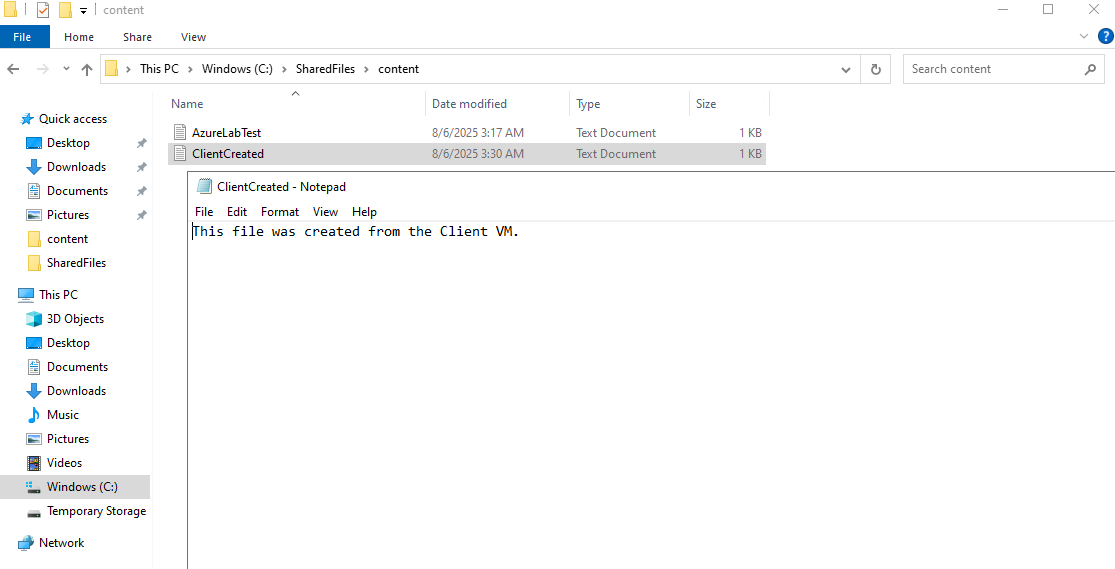 content
File Home Share View
This PC Windows (C:) SharedFiles content
Search content
Name Date modified Type Size
AzureLabTest 8/6/2025 3:17 AM Text Document 1 KB
ClientCreated 8/6/2025 3:30 AM Text Document 1 KB
Quick access
Desktop
Downloads
Documents
Pictures
content
SharedFiles
This PC
3D Objects
Desktop
Documents
Downloads
Music
Pictures
Videos
Windows (C:)
Temporary Storage
Network
ClientCreated - Notepad
File Edit Format View Help
This file was created from the Client VM.